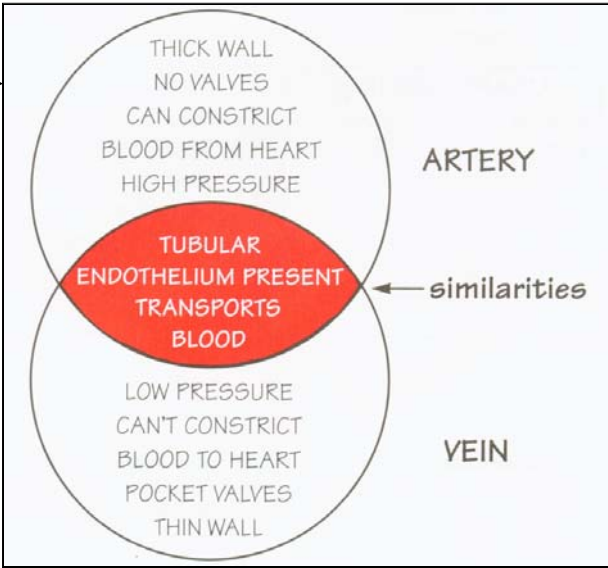 THICK WALL
NO VALVES
CAN CONSTRICT
BLOOD FROM HEART
HIGH PRESSURE
ARTERY
TUBULAR
ENDOTHELIUM PRESENT
TRANSPORTS
BLOOD
similarities
LOW PRESSURE
CAN'T CONSTRICT
BLOOD TO HEART
POCKET VALVES
THIN WALL
VEIN